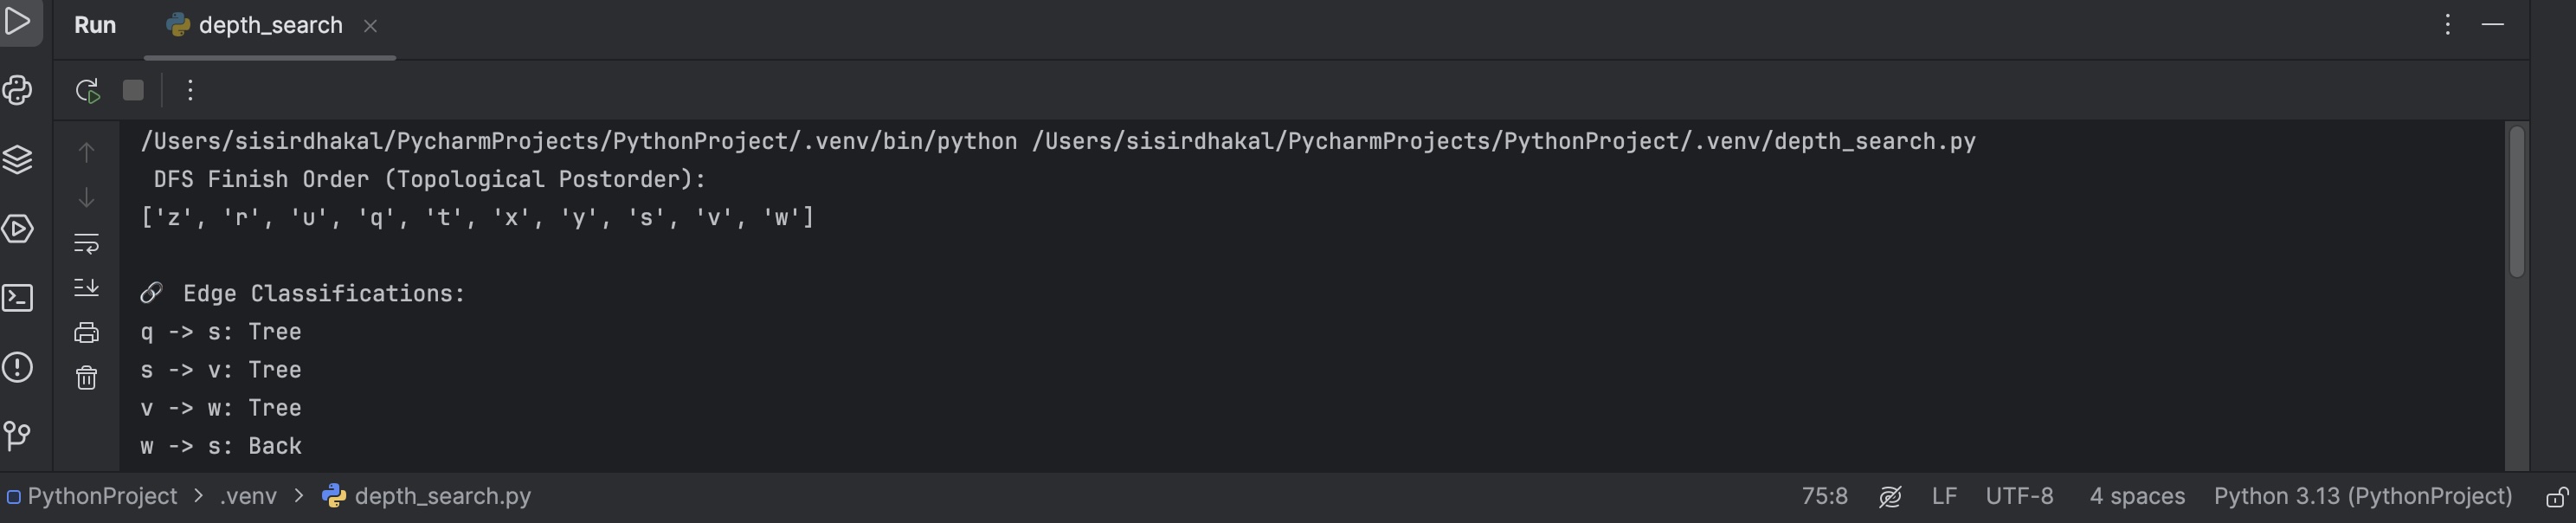 Run depth_search
/Users/sisirdhakal/PycharmProjects/PythonProject/.venv/bin/python /Users/sisirdhakal/PycharmProjects/PythonProject/.venv/depth_search.py
DFS Finish Order (Topological Postorder):
['z', 'r', 'u', 'q', 't', 'x', 'y', 's', 'v', 'w']
🔗 Edge Classifications:
q -> s: Tree
s -> v: Tree
v -> w: Tree
w -> s: Back
PythonProject > .venv > depth_search.py 75:8 LF UTF-8 4 spaces Python 3.13 (PythonProject)